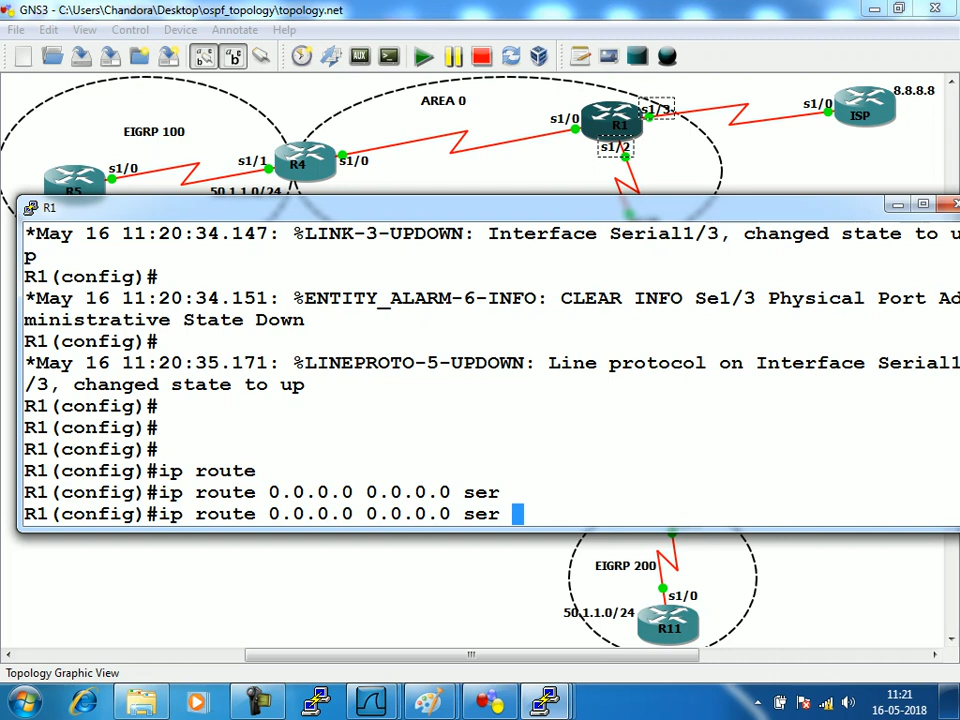 GNS3 - C:\Users\Chandora\Desktop\ospf_topology\topology.net
File Edit View Control Device Annotate Help
AUX
AREA 0
EIGRP 100
s1/0
R1
s1/3
s1/0
8.8.8.8
ISP
s1/2
R5
s1/0
s1/1
R4
s1/0
50.1.1.0/24
R1
*May 16 11:20:34.147: %LINK-3-UPDOWN: Interface Serial1/3, changed state to u
p
R1(config)#
*May 16 11:20:34.151: %ENTITY_ALARM-6-INFO: CLEAR INFO Se1/3 Physical Port Ad
ministrative State Down
R1(config)#
*May 16 11:20:35.171: %LINEPROTO-5-UPDOWN: Line protocol on Interface Serial1
/3, changed state to up
R1(config)#
R1(config)#
R1(config)#
R1(config)#ip route
R1(config)#ip route 0.0.0.0 0.0.0.0 ser
R1(config)#ip route 0.0.0.0 0.0.0.0 ser
EIGRP 200
s1/0
50.1.1.0/24
R11
Topology Graphic View
11:21
16-05-2018